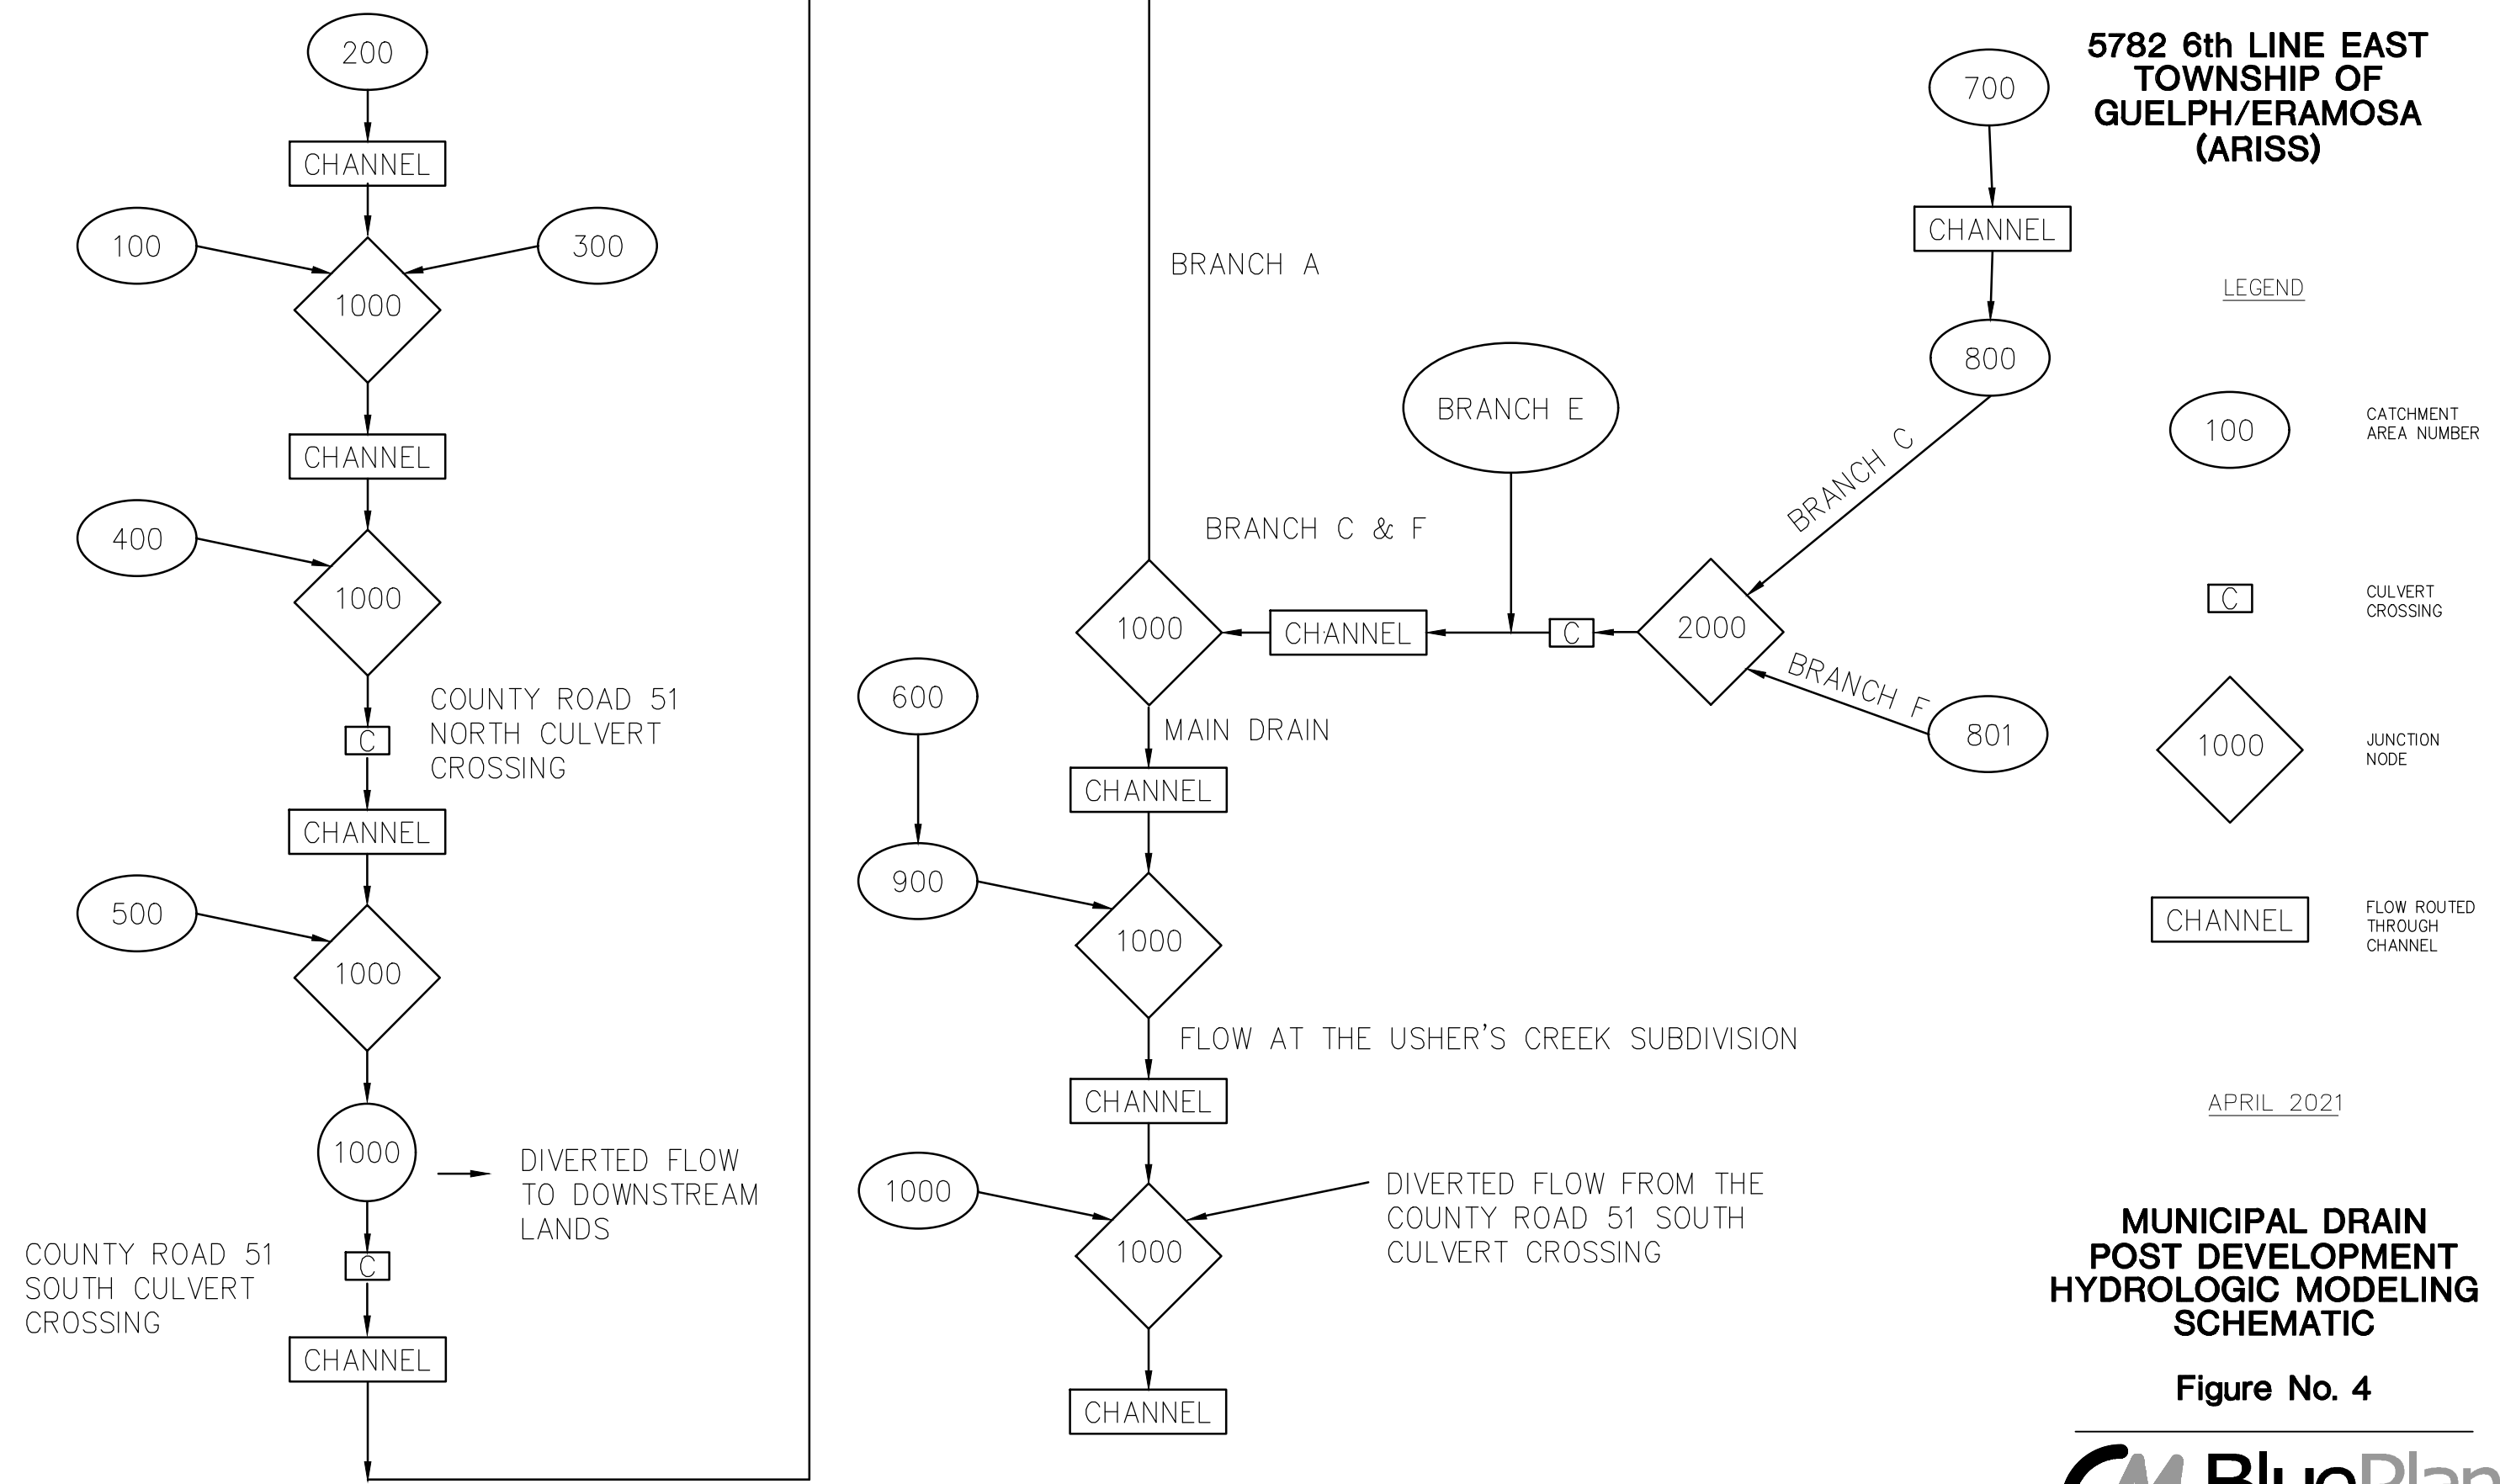 200
CHANNEL
100
300
1000
CHANNEL
400
1000
COUNTY ROAD 51
NORTH CULVERT
CROSSING
C
CHANNEL
500
1000
1000
DIVERTED FLOW
TO DOWNSTREAM
LANDS
COUNTY ROAD 51
SOUTH CULVERT
CROSSING
C
CHANNEL
BRANCH A
700
CHANNEL
800
BRANCH E
BRANCH C
BRANCH C & F
1000
CHANNEL
C
2000
BRANCH F
801
600
MAIN DRAIN
CHANNEL
900
1000
FLOW AT THE USHER'S CREEK SUBDIVISION
CHANNEL
1000
1000
DIVERTED FLOW FROM THE
COUNTY ROAD 51 SOUTH
CULVERT CROSSING
CHANNEL
5782 6th LINE EAST
TOWNSHIP OF
GUELPH/ERAMOSA
(ARISS)
LEGEND
100
CATCHMENT
AREA NUMBER
C
CULVERT
CROSSING
1000
JUNCTION
NODE
CHANNEL
FLOW ROUTED
THROUGH
CHANNEL
APRIL 2021
MUNICIPAL DRAIN
POST DEVELOPMENT
HYDROLOGIC MODELING
SCHEMATIC
Figure No. 4
BluePlan